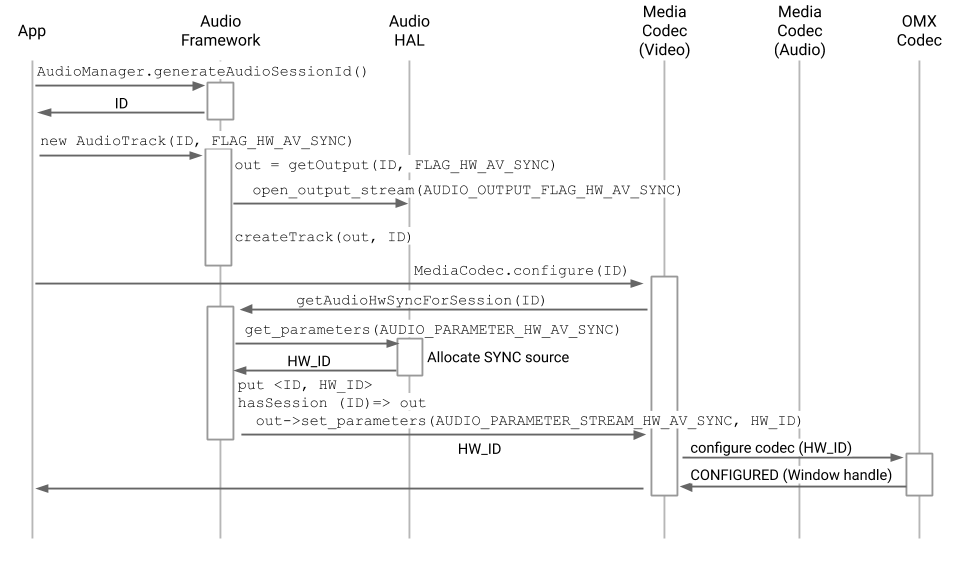 App
Audio
Framework
Audio
HAL
Media
Codec
(Video)
Media
Codec
(Audio)
OMX
Codec
AudioManager.generateAudioSessionId()
ID
new AudioTrack(ID, FLAG_HW_AV_SYNC)
out = getOutput(ID, FLAG_HW_AV_SYNC)
open_output_stream(AUDIO_OUTPUT_FLAG_HW_AV_SYNC)
createTrack(out, ID)
MediaCodec.configure(ID)
getAudioHwSyncForSession(ID)
get_parameters(AUDIO_PARAMETER_HW_AV_SYNC)
HW_ID
Allocate SYNC source
put <ID, HW_ID>
hasSession (ID)=> out
out->set_parameters(AUDIO_PARAMETER_STREAM_HW_AV_SYNC, HW_ID)
HW_ID
configure codec (HW_ID)
CONFIGURED (Window handle)